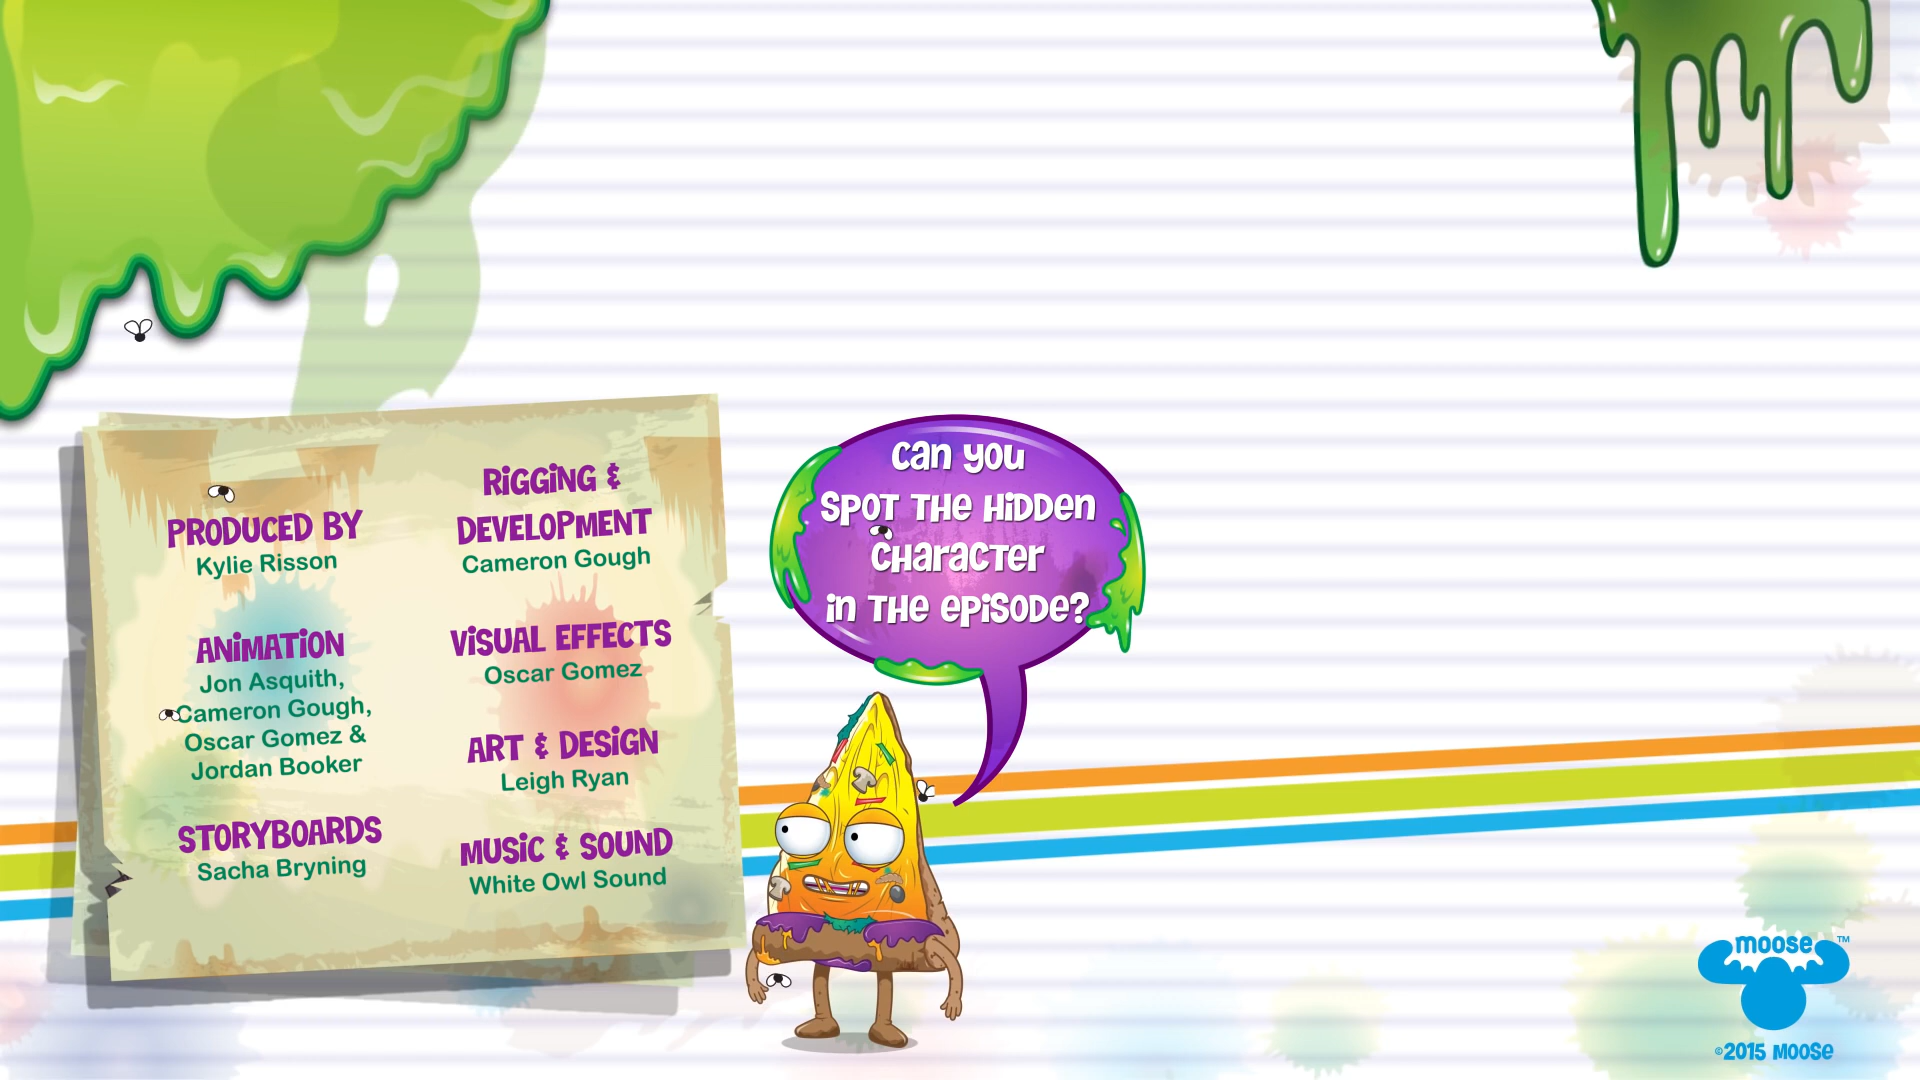 PRODUCED BY
Kylie Risson
ANiMATiON
Jon Asquith,
Cameron Gough,
Oscar Gomez &
Jordan Booker
STORYBOARDS
Sacha Bryning
RiGGiNG &
DEVELOPMENT
Cameron Gough
ViSUAL EFFECTS
Oscar Gomez
ART & DESiGN
Leigh Ryan
MUSiC & SOUND
White Owl Sound
can you
spot the hidden
character
in the episode?
moose™
©2015 MOOSE